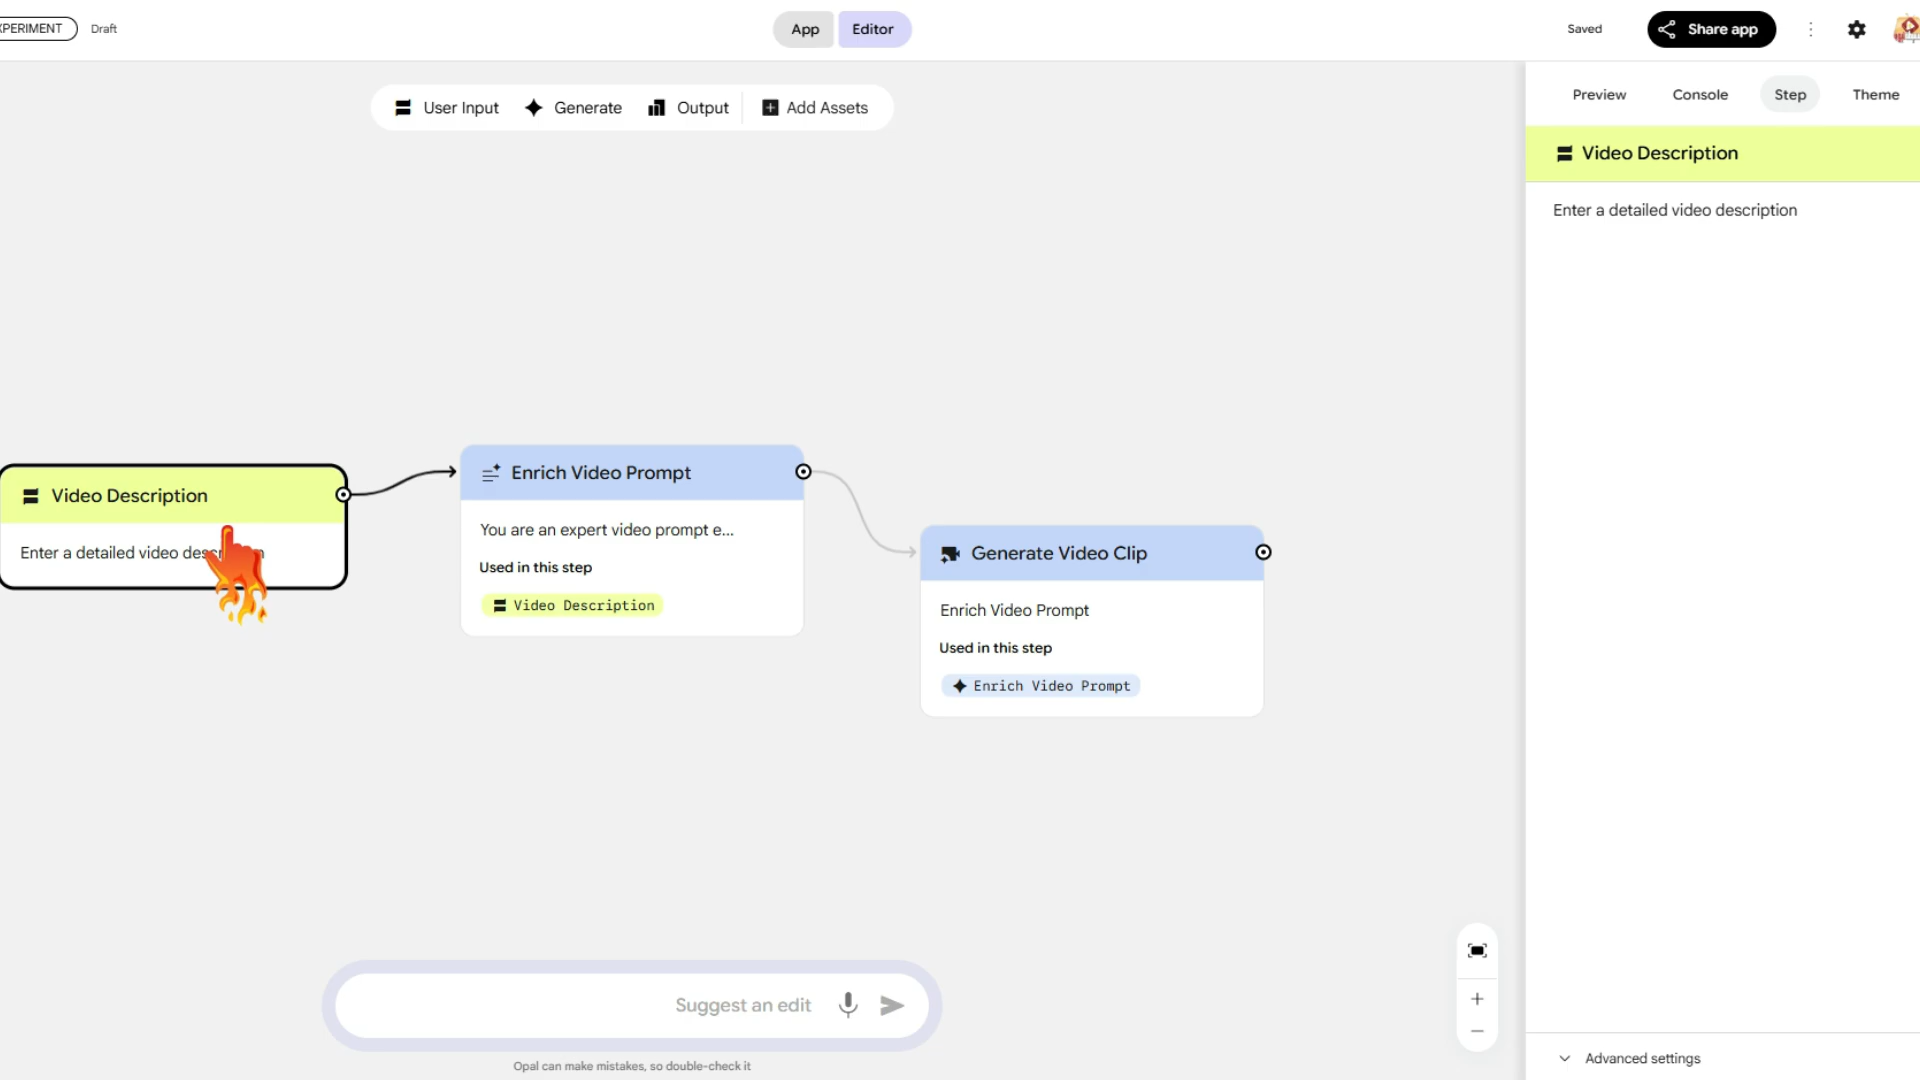 XPERIMENT
Draft
App
Editor
Saved
Share app
User Input
Generate
Output
Add Assets
Preview
Console
Step
Theme
Video Description
Enter a detailed video description
Video Description
Enter a detailed video
Enrich Video Prompt
You are an expert video prompt e...
Used in this step
Video Description
Generate Video Clip
Enrich Video Prompt
Used in this step
Enrich Video Prompt
Suggest an edit
Opal can make mistakes, so double-check it
Advanced settings